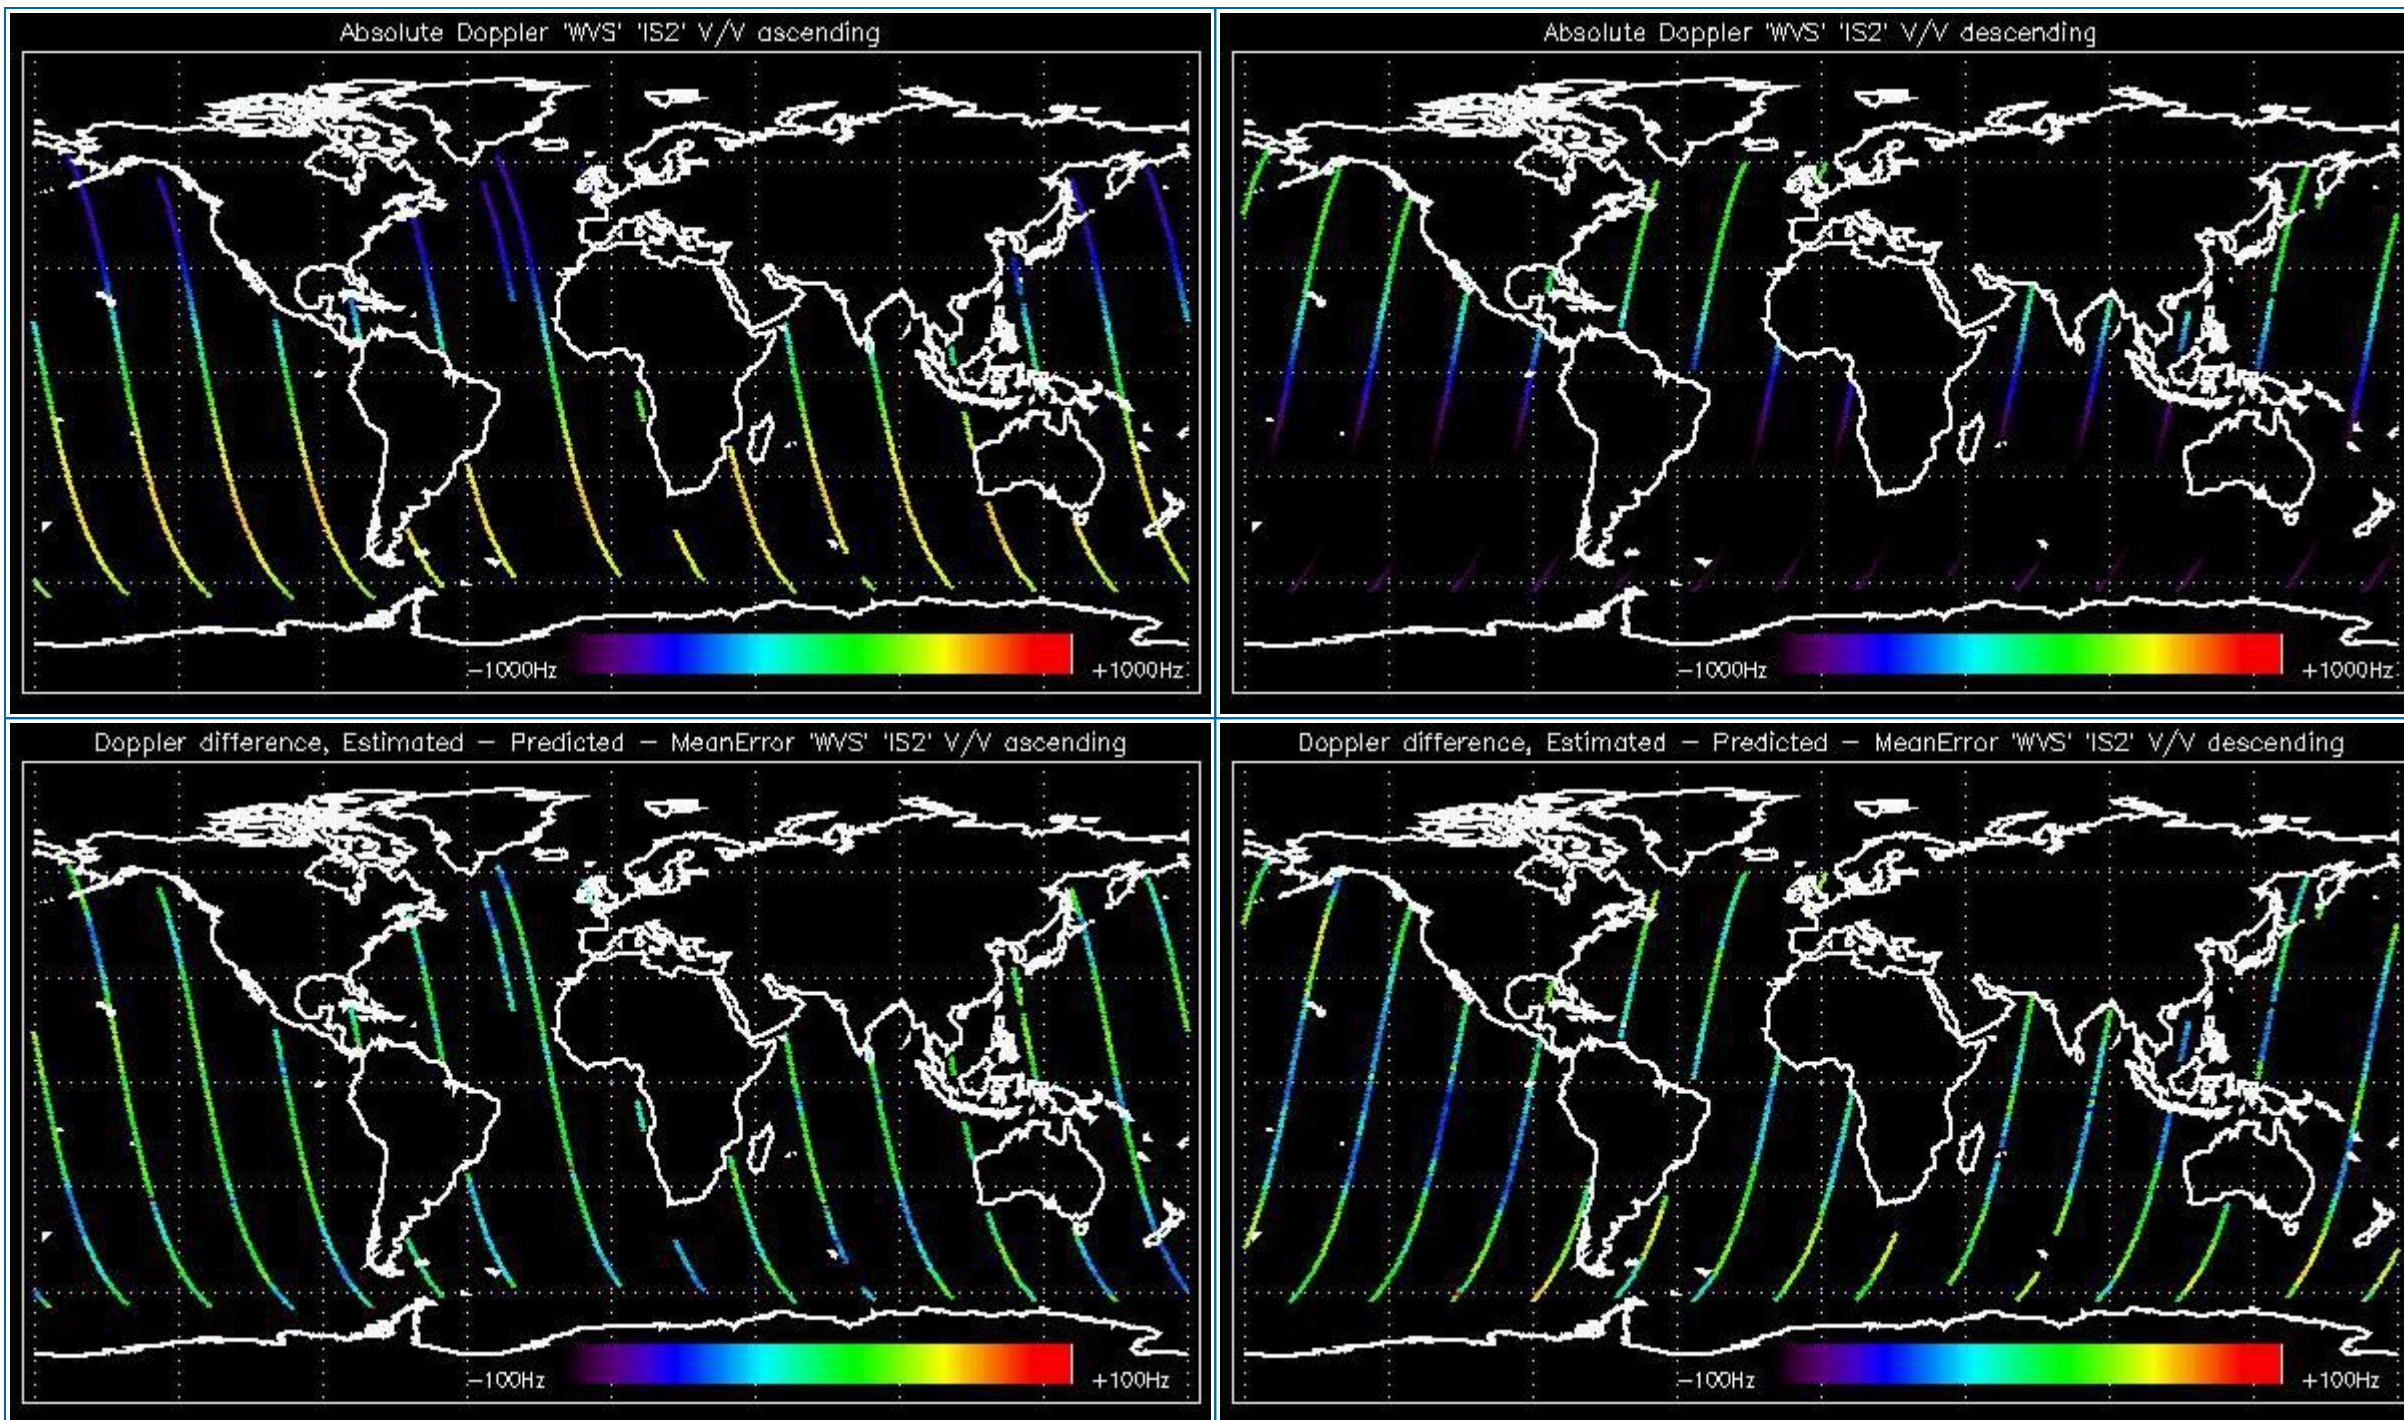 Absolute Doppler 'WVS' 'IS2' V/V ascending
−1000Hz
+1000Hz
Absolute Doppler 'WVS' 'IS2' V/V descending
−1000Hz
+1000Hz
Doppler difference, Estimated − Predicted − MeanError 'WVS' 'IS2' V/V ascending
−100Hz
+100Hz
Doppler difference, Estimated − Predicted − MeanError 'WVS' 'IS2' V/V descending
−100Hz
+100Hz